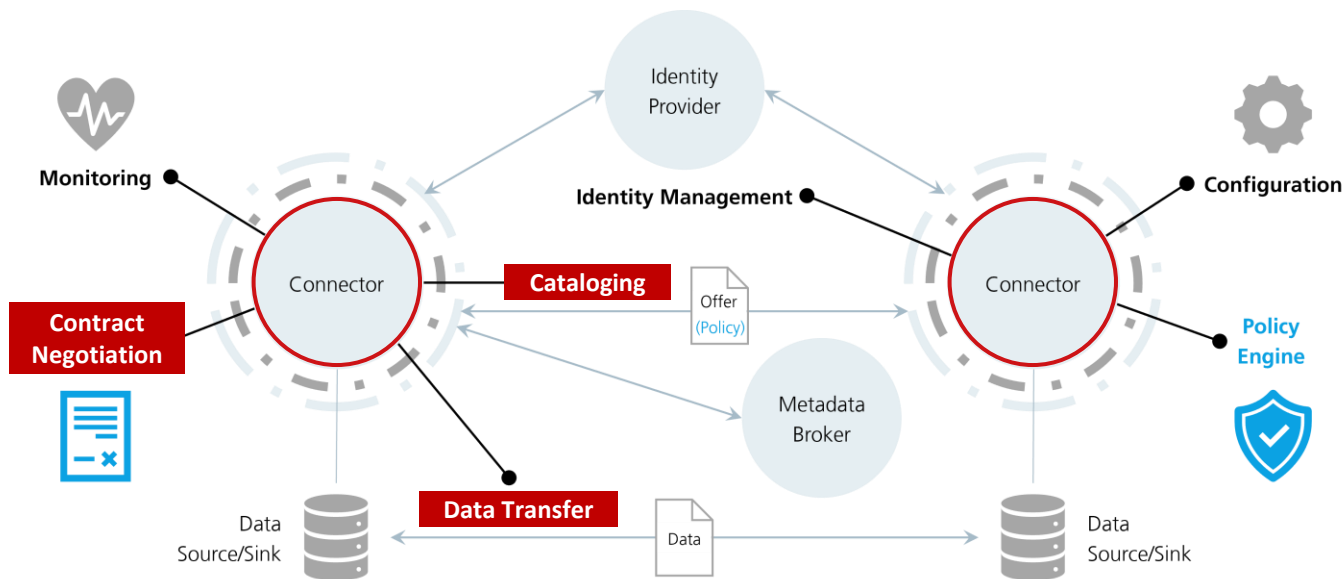 Identity
Provider
Monitoring
Identity Management
Configuration
Connector
Cataloging
Offer
(Policy)
Connector
Contract
Negotiation
Policy
Engine
Metadata
Broker
Data Transfer
Data
Source/Sink
Data
Data
Source/Sink